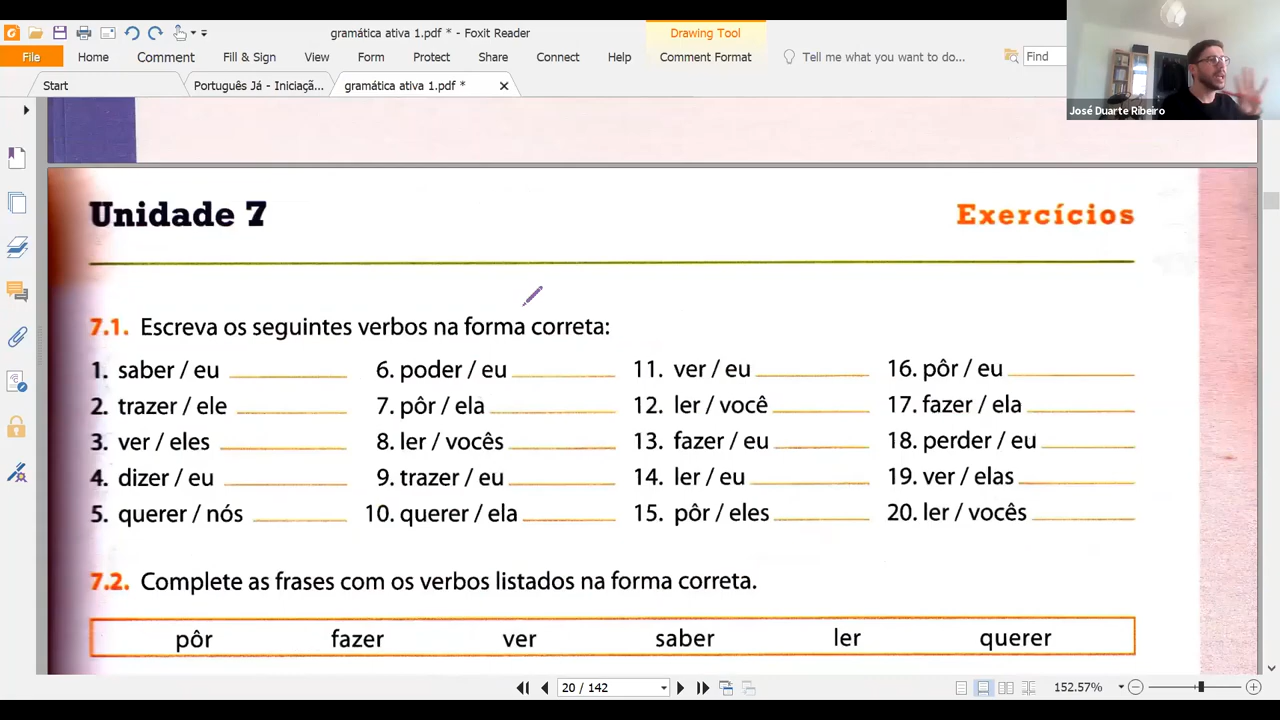 gramática ativa 1.pdf * - Foxit Reader
Drawing Tool
File Home Comment Fill & Sign View Form Protect Share Connect Help Comment Format Tell me what you want to do... Find
Start Português Já - Iniciaçã... gramática ativa 1.pdf *
José Duarte Ribeiro
Unidade 7
Exercícios
7.1. Escreva os seguintes verbos na forma correta:
1. saber / eu
2. trazer / ele
3. ver / eles
4. dizer / eu
5. querer / nós
6. poder / eu
7. pôr / ela
8. ler / vocês
9. trazer / eu
10. querer / ela
11. ver / eu
12. ler / você
13. fazer / eu
14. ler / eu
15. pôr / eles
16. pôr / eu
17. fazer / ela
18. perder / eu
19. ver / elas
20. ler / vocês
7.2. Complete as frases com os verbos listados na forma correta.
pôr fazer ver saber ler querer
20 / 142
152.57%